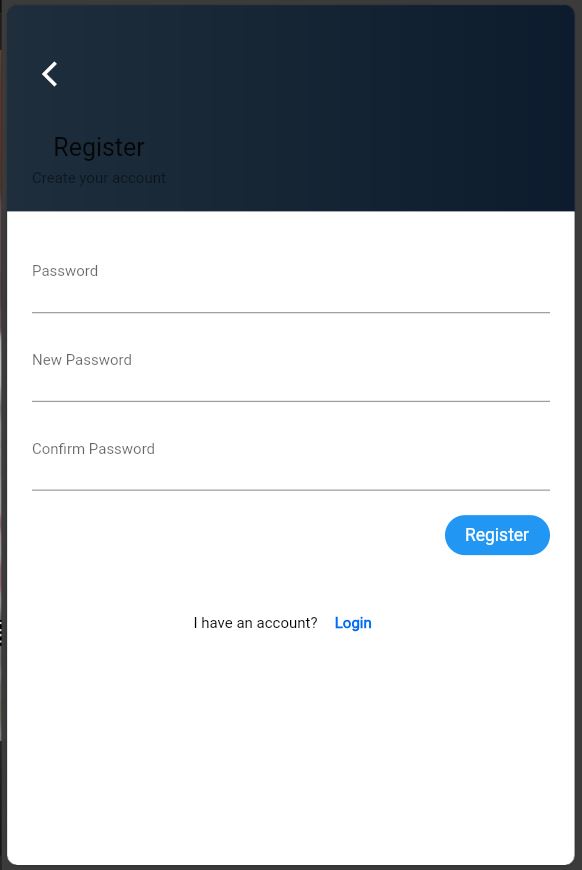 Register
Create your account
Password
New Password
Confirm Password
Register
I have an account? Login